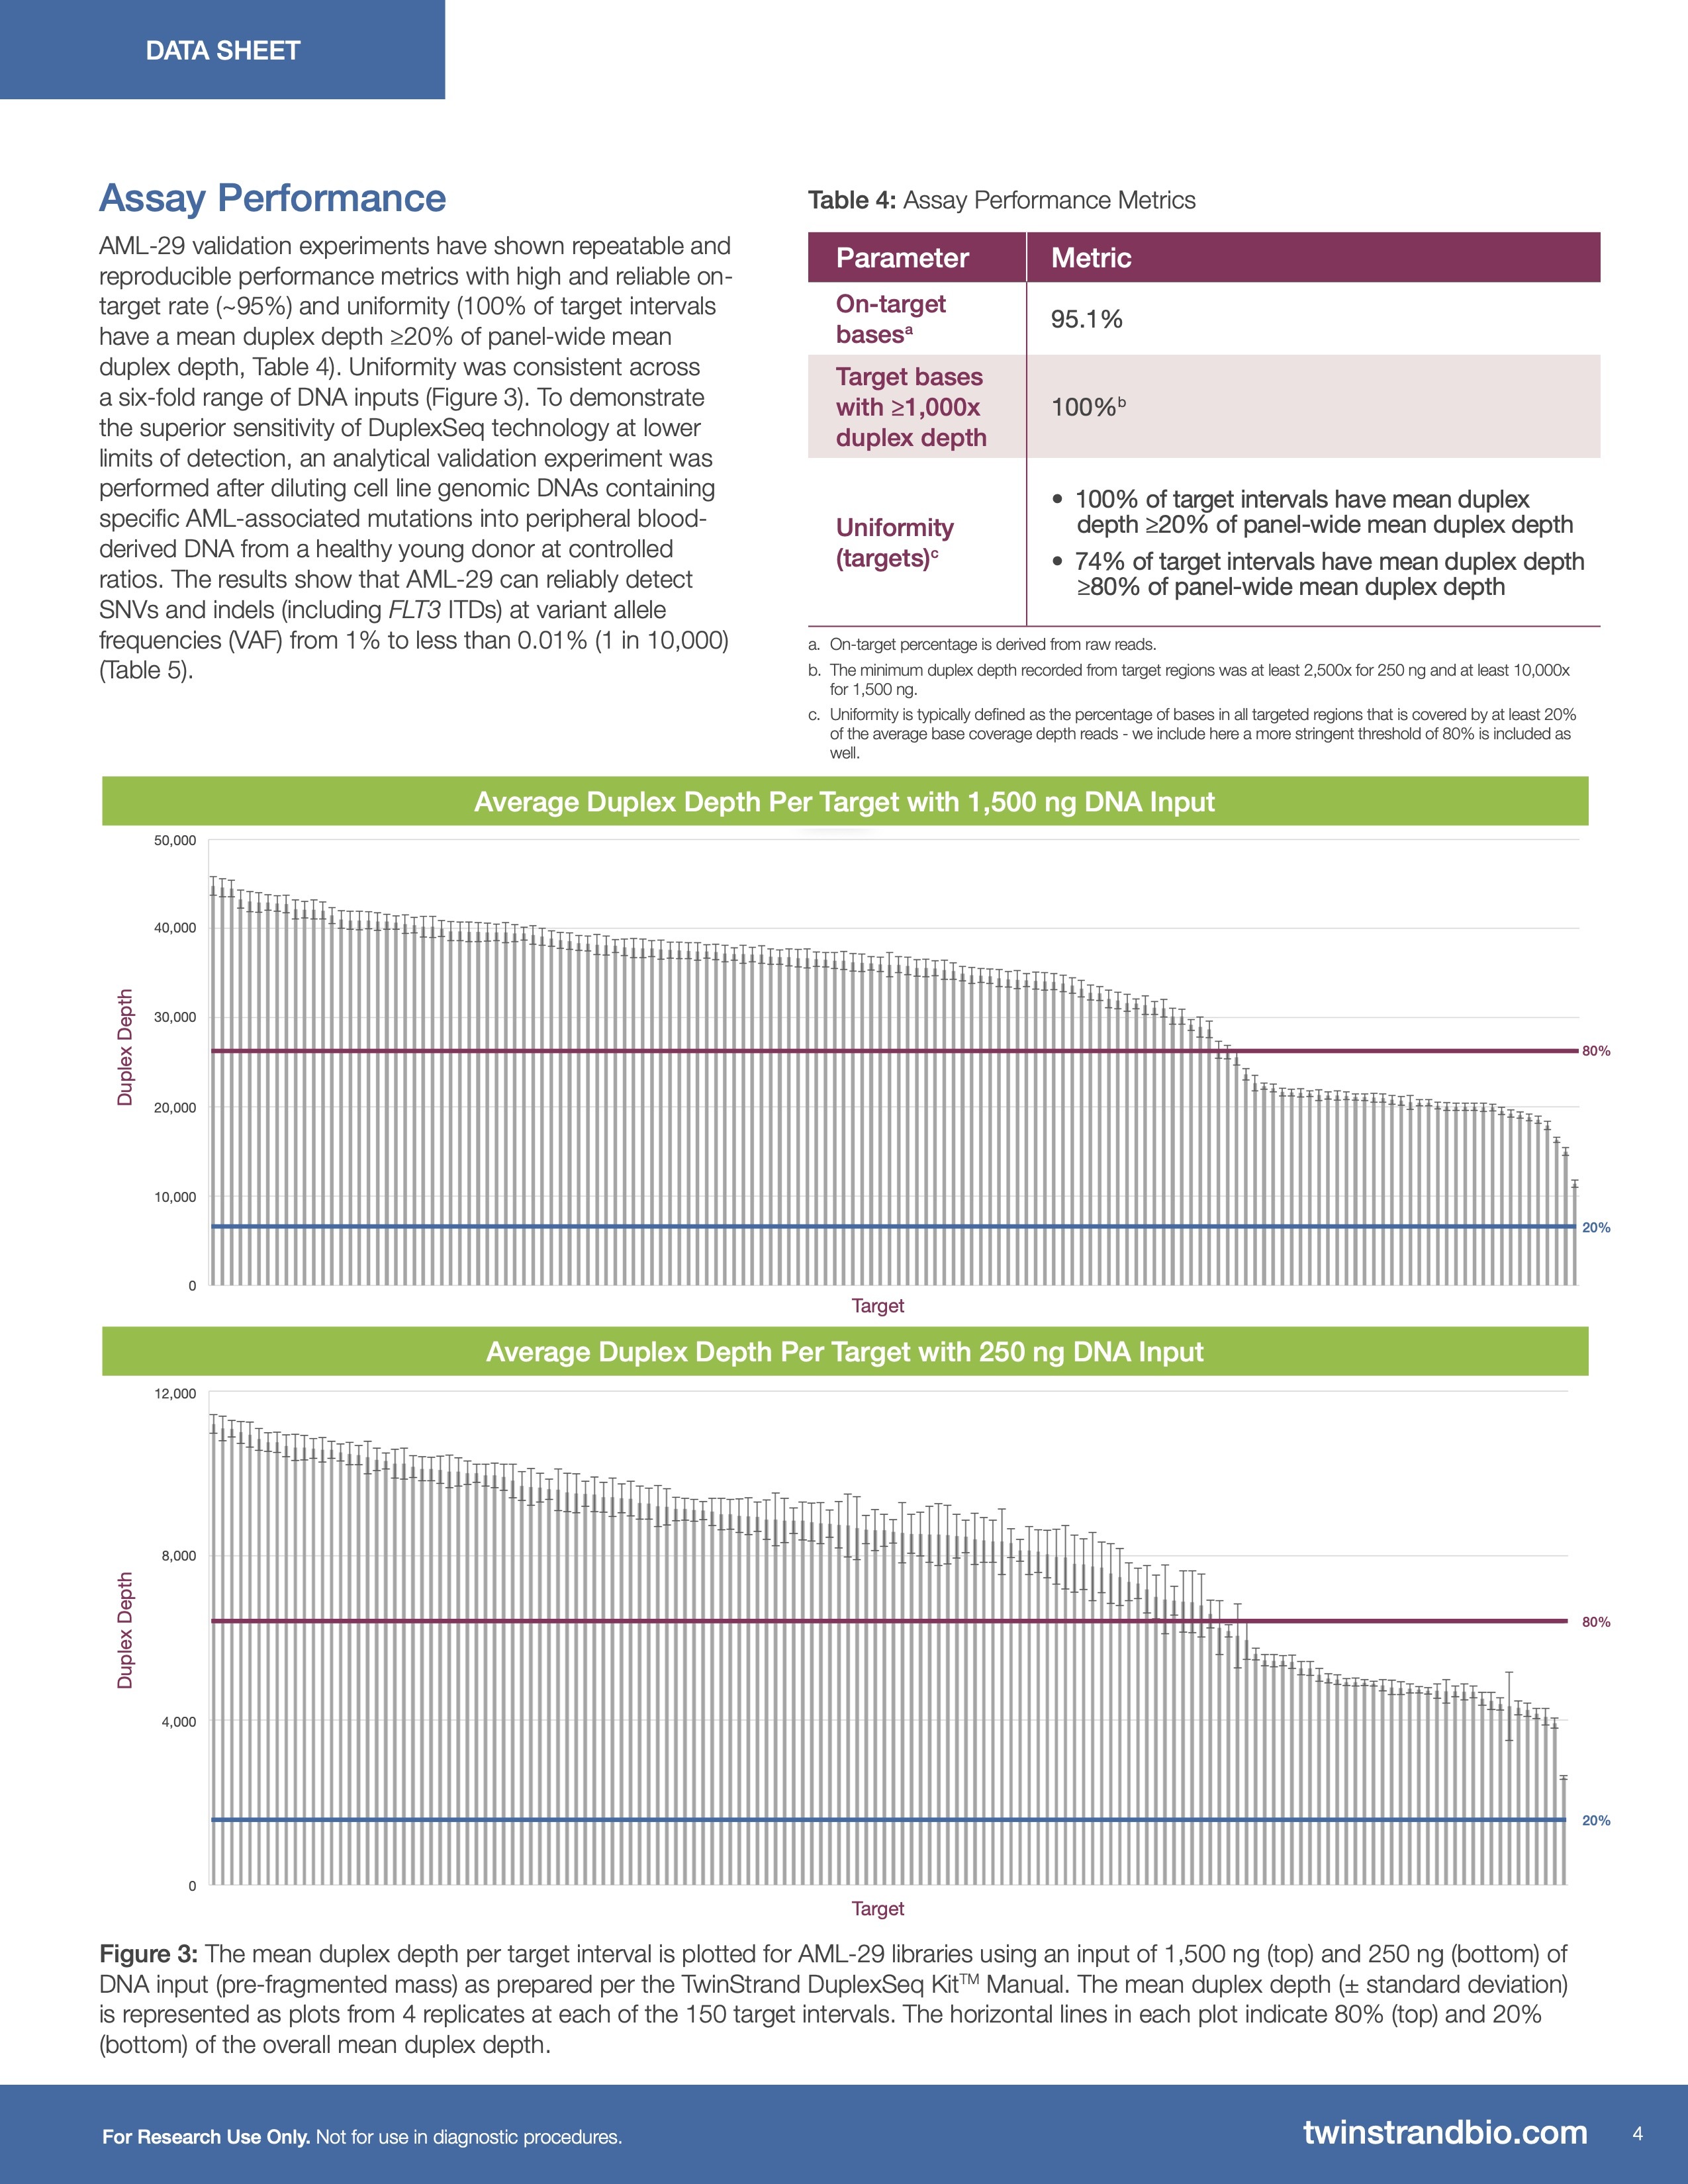 DATA SHEET
Assay Performance
AML-29 validation experiments have shown repeatable and
reproducible performance metrics with high and reliable on-
target rate (~95%) and uniformity (100% of target intervals
have a mean duplex depth ≥20% of panel-wide mean
duplex depth, Table 4). Uniformity was consistent across
a six-fold range of DNA inputs (Figure 3). To demonstrate
the superior sensitivity of DuplexSeq technology at lower
limits of detection, an analytical validation experiment was
performed after diluting cell line genomic DNAs containing
specific AML-associated mutations into peripheral blood-
derived DNA from a healthy young donor at controlled
ratios. The results show that AML-29 can reliably detect
SNVs and indels (including FLT3 ITDs) at variant allele
frequencies (VAF) from 1% to less than 0.01% (1 in 10,000)
(Table 5).
Table 4: Assay Performance Metrics
Parameter Metric
On-target
basesᵃ
95.1%
Target bases
with ≥1,000x
duplex depth
100%ᵇ
Uniformity
(targets)ᶜ
• 100% of target intervals have mean duplex
depth ≥20% of panel-wide mean duplex depth
• 74% of target intervals have mean duplex depth
≥80% of panel-wide mean duplex depth
a. On-target percentage is derived from raw reads.
b. The minimum duplex depth recorded from target regions was at least 2,500x for 250 ng and at least 10,000x
for 1,500 ng.
c. Uniformity is typically defined as the percentage of bases in all targeted regions that is covered by at least 20%
of the average base coverage depth reads - we include here a more stringent threshold of 80% is included as
well.
Average Duplex Depth Per Target with 1,500 ng DNA Input
50,000
40,000
30,000
20,000
10,000
0
Duplex Depth
80%
20%
Target
Average Duplex Depth Per Target with 250 ng DNA Input
12,000
8,000
4,000
0
Duplex Depth
80%
20%
Target
Figure 3: The mean duplex depth per target interval is plotted for AML-29 libraries using an input of 1,500 ng (top) and 250 ng (bottom) of
DNA input (pre-fragmented mass) as prepared per the TwinStrand DuplexSeq Kit™ Manual. The mean duplex depth (± standard deviation)
is represented as plots from 4 replicates at each of the 150 target intervals. The horizontal lines in each plot indicate 80% (top) and 20%
(bottom) of the overall mean duplex depth.
For Research Use Only. Not for use in diagnostic procedures.
twinstrandbio.com 4